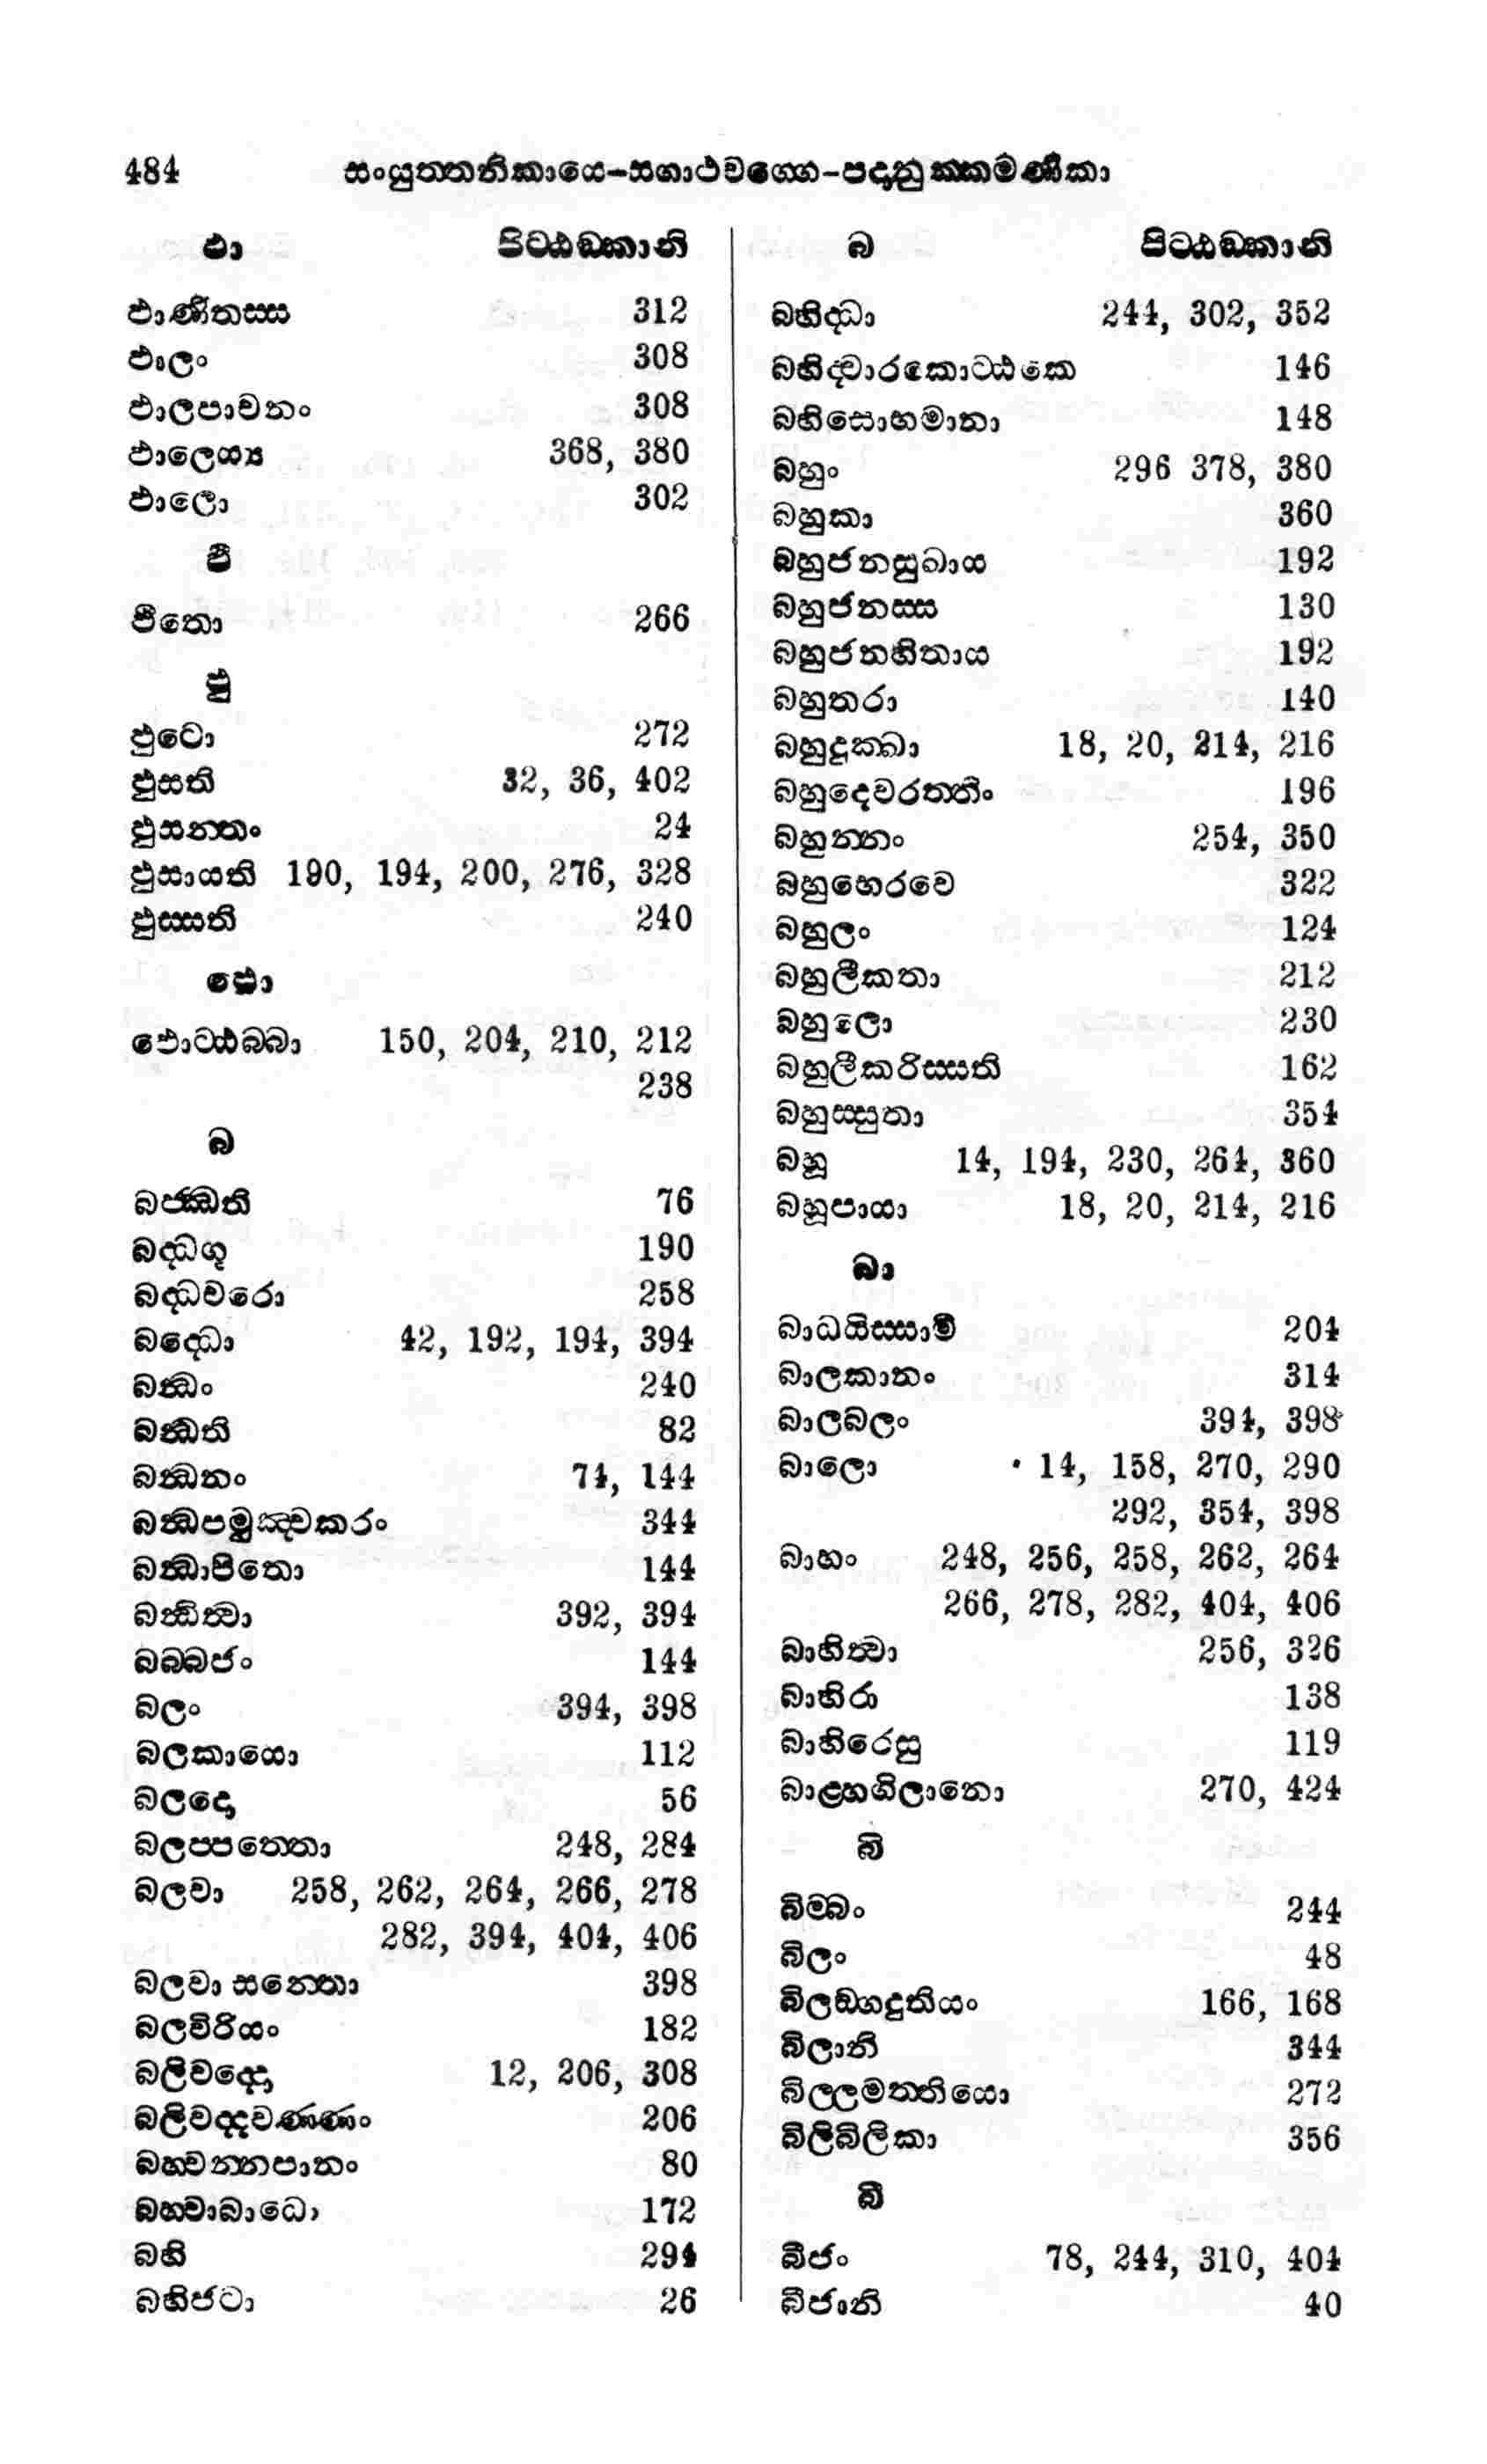 484 සංයුත්තනිකායෙ-සගාථවග්ගෙ-පදානුක්කමණිකා
ඵා පිට්ඨඞ්කානි
ඵාණිතස්ස 312
ඵාලං 308
ඵාලපාචනං 308
ඵාලෙය්‍ය 368, 380
ඵාලො 302
ඵී
ඵීතො 266
ඵු
ඵුටො 272
ඵුසති 32, 36, 402
ඵුසන්තං 24
ඵුසායති 190, 194, 200, 276, 328
ඵුස්සති 240
ඵො
ඵොට්ඨබ්බා 150, 204, 210, 212
238
බ
බජ්ඣති 76
බද්ධගූ 190
බද්ධචරො 258
බද්ධො 42, 192, 194, 394
බන්ධං 240
බන්ධති 82
බන්ධනං 74, 144
බන්ධපමුඤ්චකරං 344
බන්ධාපිතො 144
බන්ධිත්වා 392, 394
බබ්බජං 144
බලං 394, 398
බලකායො 112
බලදො 56
බලප්පත්තො 248, 284
බලවා 258, 262, 264, 266, 278
282, 394, 404, 406
බලවා සන්තො 398
බලවිරියං 182
බලිවද්දො 12, 206, 308
බලිවද්දවණ්ණං 206
බහ්වන්නපානං 80
බහ්වාබාධො 172
බහි 294
බහිජටා 26
බ පිට්ඨඞ්කානි
බහිද්ධා 244, 302, 352
බහිද්වාරකොට්ඨකෙ 146
බහිසොභමානා 148
බහුං 296 378, 380
බහුකා 360
බහුජනසුඛාය 192
බහුජනස්ස 130
බහුජනහිතාය 192
බහුතරා 140
බහුදුක්ඛා 18, 20, 214, 216
බහුදෙවරත්තිං 196
බහුන්නං 254, 350
බහුභෙරවෙ 322
බහුලං 124
බහුලීකතා 212
බහුලො 230
බහුලීකරිස්සති 162
බහුස්සුතා 354
බහූ 14, 194, 230, 264, 360
බහූපායා 18, 20, 214, 216
බා
බාධයිස්සාමි 204
බාලකානං 314
බාලබලං 394, 398
බාලො 14, 158, 270, 290
292, 354, 398
බාහං 248, 256, 258, 262, 264
266, 278, 282, 404, 406
බාහිත්වා 256, 326
බාහිරා 138
බාහිරෙසු 119
බාළ්හගිලානො 270, 424
බි
බිම්බං 244
බිලං 48
බිලඞ්ගදුතියං 166, 168
බිලානි 344
බිල්ලමත්තියො 272
බිලිබිලිකා 356
බී
බීජං 78, 244, 310, 404
බීජානි 40